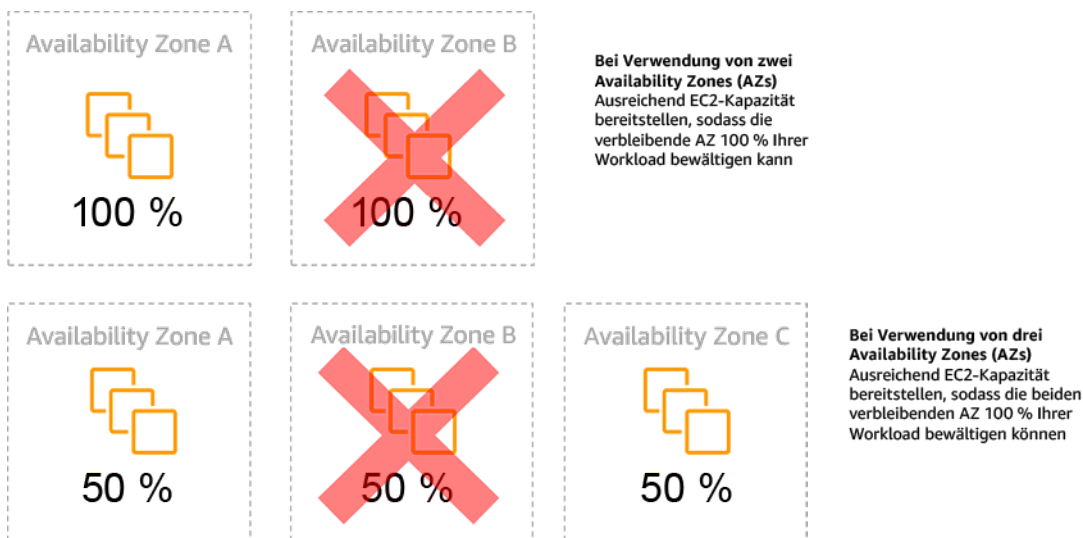 Availability Zone A
Availability Zone B
100 %
100 %
Bei Verwendung von zwei
Availability Zones (AZs)
Ausreichend EC2-Kapazität
bereitstellen, sodass die
verbleibende AZ 100 % Ihrer
Workload bewältigen kann
Availability Zone A
Availability Zone B
Availability Zone C
50 %
50 %
50 %
Bei Verwendung von drei
Availability Zones (AZs)
Ausreichend EC2-Kapazität
bereitstellen, sodass die beiden
verbleibenden AZ 100 % Ihrer
Workload bewältigen können